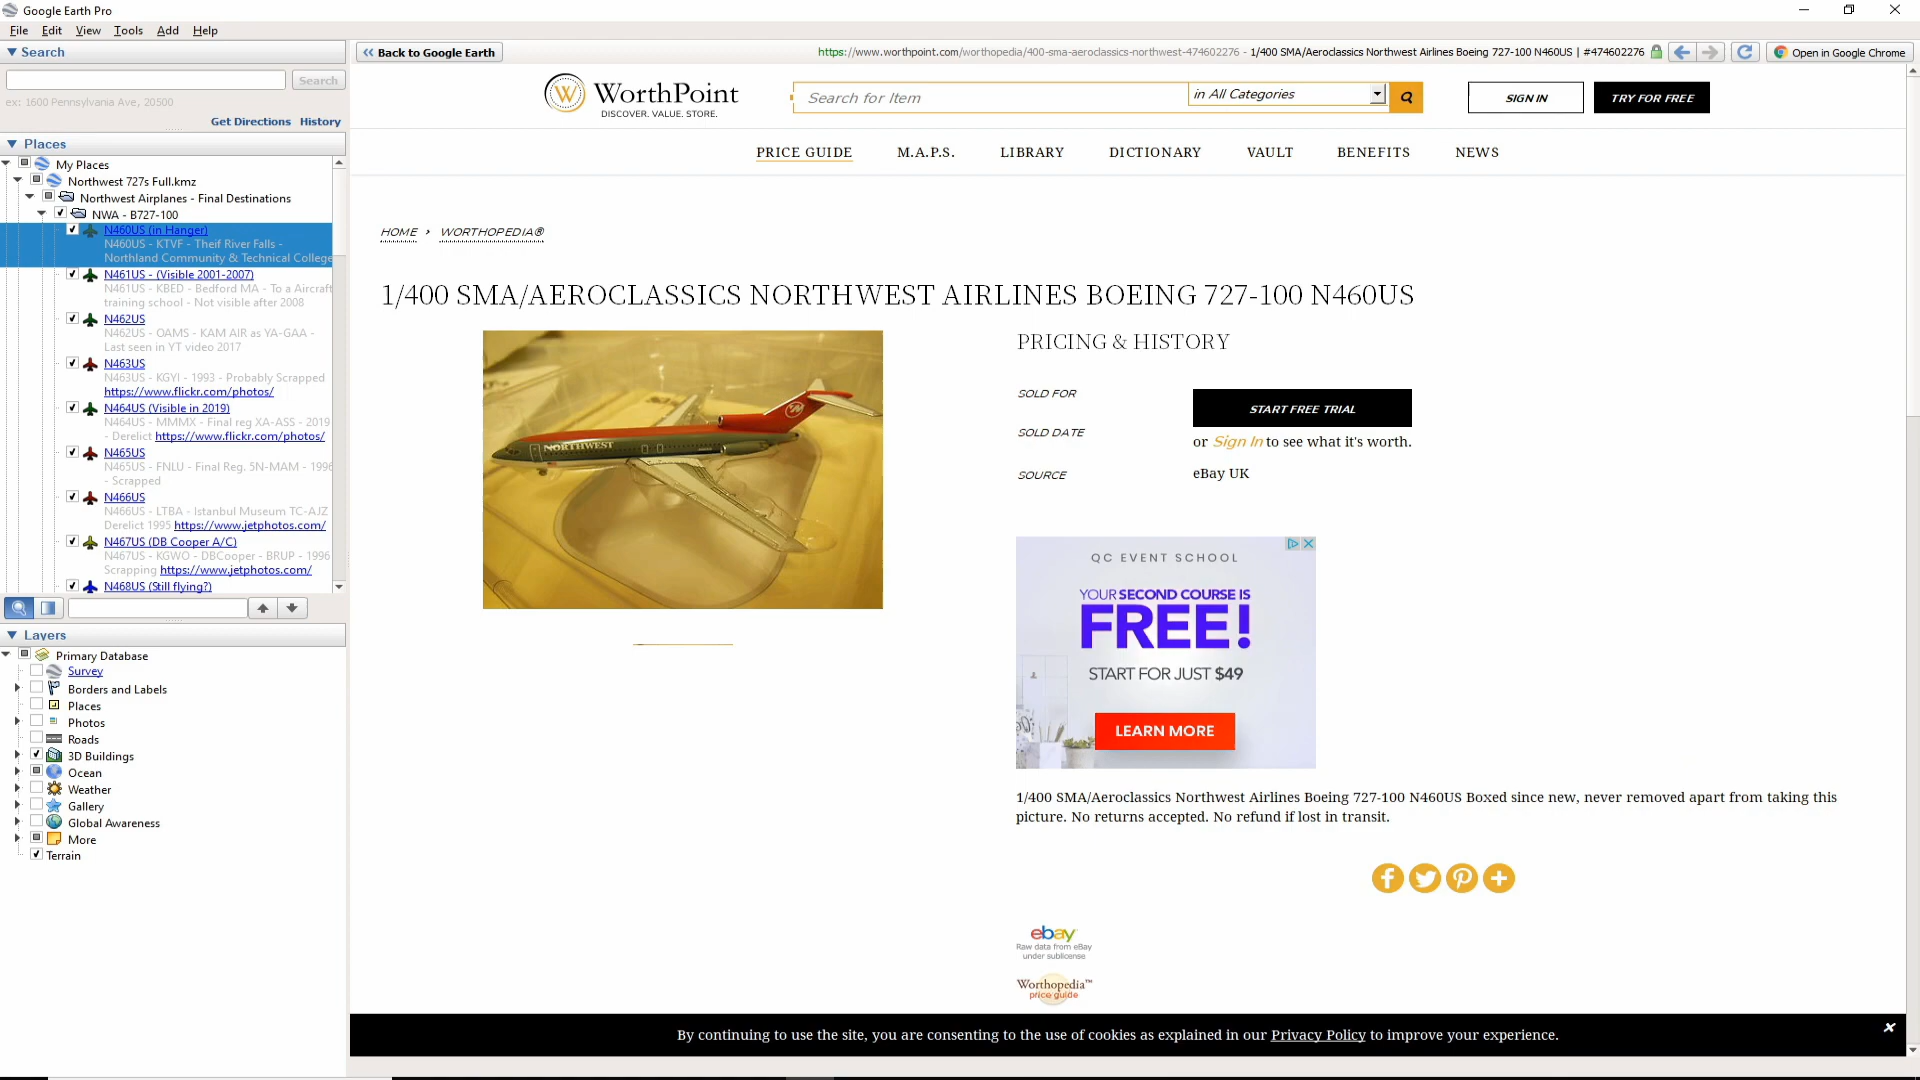 Google Earth Pro
File Edit View Tools Add Help
Search
Search
ex: 1600 Pennsylvania Ave, 20500
Get Directions History
Places
My Places
Northwest 727s Full.kmz
Northwest Airplanes - Final Destinations
NWA - B727-100
N460US (in Hanger)
N460US - KTVF - Theif River Falls -
Northland Community & Technical College
N461US - (Visible 2001-2007)
N461US - KBED - Bedford MA - To a Aircraft
training school - Not visible after 2008
N462US
N462US - OAMS - KAM AIR as YA-GAA -
Last seen in YT video 2017
N463US
N463US - KGYI - 1993 - Probably Scrapped
https://www.flickr.com/photos/
N464US (Visible in 2019)
N464US - MMMX - Final reg XA-ASS - 2019
- Derelict https://www.flickr.com/photos/
N465US
N465US - FNLU - Final Reg. 5N-MAM - 1996
- Scrapped
N466US
N466US - LTBA - Istanbul Museum TC-AJZ
Derelict 1995 https://www.jetphotos.com/
N467US (DB Cooper A/C)
N467US - KGWO - DBCooper - BRUP - 1996
Scrapping https://www.jetphotos.com/
N468US (Still flying?)
Layers
Primary Database
Survey
Borders and Labels
Places
Photos
Roads
3D Buildings
Ocean
Weather
Gallery
Global Awareness
More
Terrain
Back to Google Earth
https://www.worthpoint.com/worthopedia/400-sma-aeroclassics-northwest-474602276 - 1/400 SMA/Aeroclassics Northwest Airlines Boeing 727-100 N460US | #474602276
Open in Google Chrome
W WorthPoint
DISCOVER. VALUE. STORE.
Search for Item
in All Categories
SIGN IN
TRY FOR FREE
PRICE GUIDE M.A.P.S. LIBRARY DICTIONARY VAULT BENEFITS NEWS
HOME › WORTHOPEDIA®
1/400 SMA/AEROCLASSICS NORTHWEST AIRLINES BOEING 727-100 N460US
NORTHWEST
PRICING & HISTORY
SOLD FOR
START FREE TRIAL
SOLD DATE
or Sign In to see what it's worth.
SOURCE
eBay UK
QC EVENT SCHOOL
YOUR SECOND COURSE IS
FREE!
START FOR JUST $49
LEARN MORE
1/400 SMA/Aeroclassics Northwest Airlines Boeing 727-100 N460US Boxed since new, never removed apart from taking this
picture. No returns accepted. No refund if lost in transit.
ebay
Raw data from eBay
under sublicense
Worthopedia™
price guide
By continuing to use the site, you are consenting to the use of cookies as explained in our Privacy Policy to improve your experience.